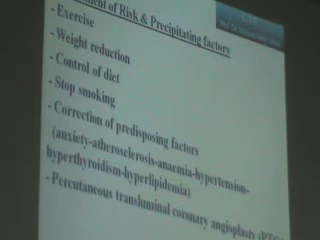 of Risk & Precipitating factors
- Exercise
- Weight reduction
- Control of diet
- Stop smoking
- Correction of predisposing factors
(anxiety-atherosclerosis-anaemia-hypertension-
hyperthyroidism-hyperlipidemia)
- Percutaneous transluminal coronary angioplasty